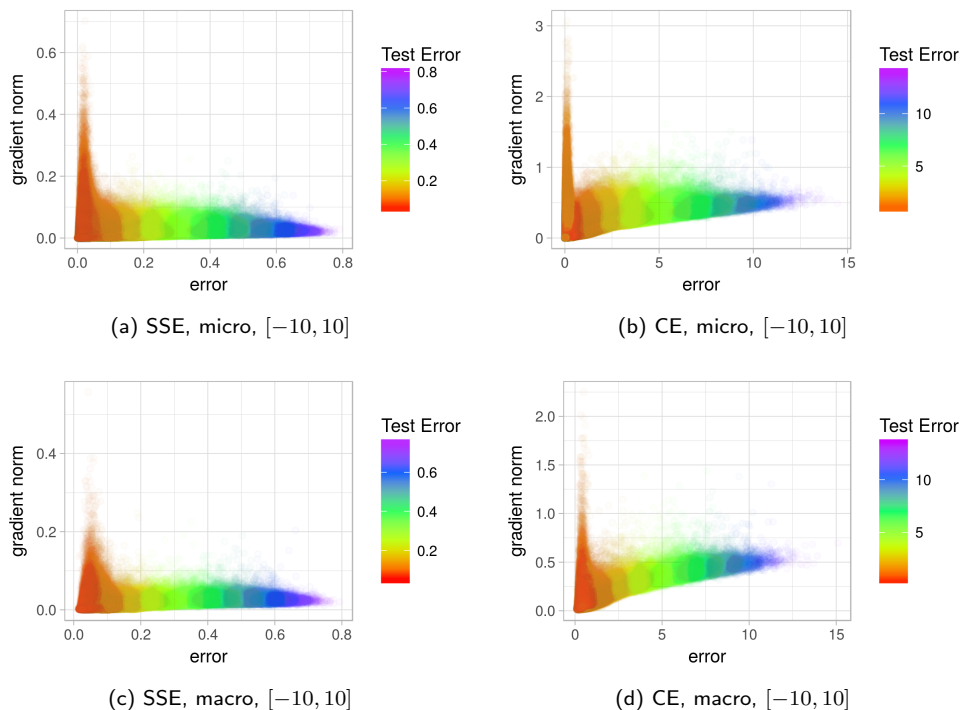 0.6
0.4
0.2
0.0
gradient norm
0.0 0.2 0.4 0.6 0.8
error
Test Error
0.8
0.6
0.4
0.2
(a) SSE, micro, [−10, 10]
3
2
1
0
gradient norm
0 5 10 15
error
Test Error
10
5
(b) CE, micro, [−10, 10]
0.4
0.2
0.0
gradient norm
0.0 0.2 0.4 0.6 0.8
error
Test Error
0.6
0.4
0.2
(c) SSE, macro, [−10, 10]
2.0
1.5
1.0
0.5
0.0
gradient norm
0 5 10 15
error
Test Error
10
5
(d) CE, macro, [−10, 10]